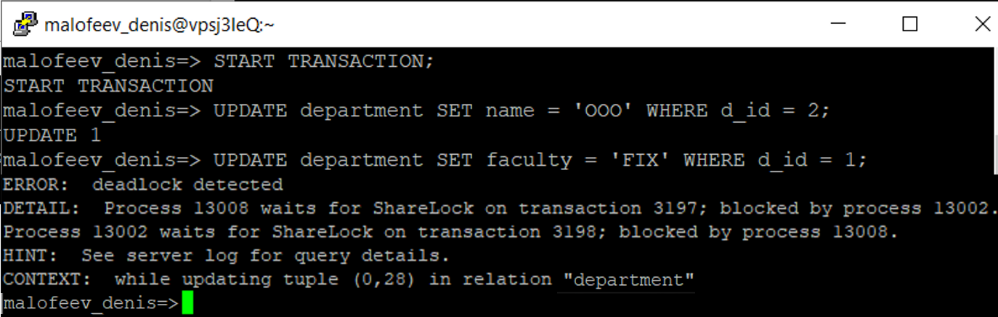 malofeev_denis@vpsj3IeQ:~
malofeev_denis=> START TRANSACTION;
START TRANSACTION
malofeev_denis=> UPDATE department SET name = 'OOO' WHERE d_id = 2;
UPDATE 1
malofeev_denis=> UPDATE department SET faculty = 'FIX' WHERE d_id = 1;
ERROR:  deadlock detected
DETAIL:  Process 13008 waits for ShareLock on transaction 3197; blocked by process 13002.
Process 13002 waits for ShareLock on transaction 3198; blocked by process 13008.
HINT:  See server log for query details.
CONTEXT:  while updating tuple (0,28) in relation "department"
malofeev_denis=>